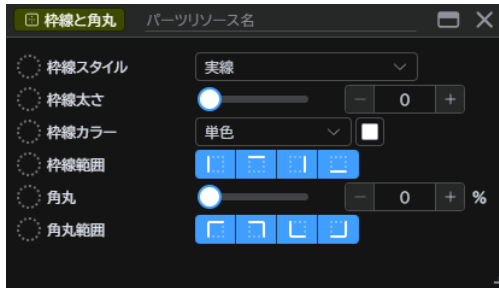 枠線と角丸 パーツリソース名
枠線スタイル 実線
枠線太さ 0
枠線カラー 単色
枠線範囲
角丸 0 %
角丸範囲